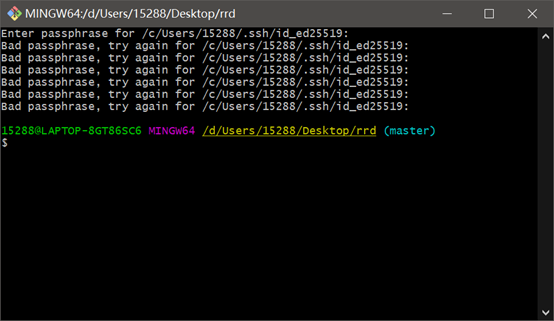 MINGW64:/d/Users/15288/Desktop/rrd
Enter passphrase for /c/Users/15288/.ssh/id_ed25519:
Bad passphrase, try again for /c/Users/15288/.ssh/id_ed25519:
Bad passphrase, try again for /c/Users/15288/.ssh/id_ed25519:
Bad passphrase, try again for /c/Users/15288/.ssh/id_ed25519:
Bad passphrase, try again for /c/Users/15288/.ssh/id_ed25519:
Bad passphrase, try again for /c/Users/15288/.ssh/id_ed25519:
Bad passphrase, try again for /c/Users/15288/.ssh/id_ed25519:
15288@LAPTOP-8GT86SC6 MINGW64 /d/Users/15288/Desktop/rrd (master)
$